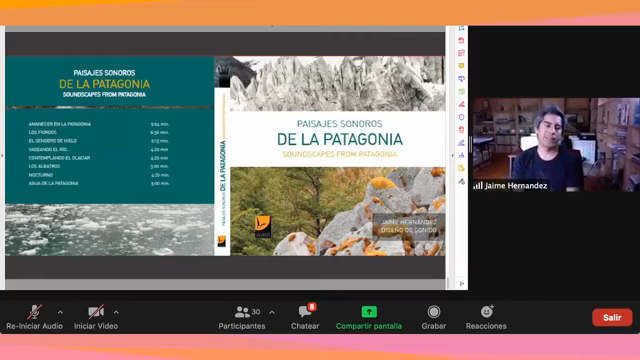 PAISAJES SONOROS
DE LA PATAGONIA
SOUNDSCAPES FROM PATAGONIA
AMANECER EN LA PATAGONIA
LOS FIORDOS
EL SENDERO DE HIELO
VADEANDO EL RÍO...
CONTEMPLANDO EL GLACIAR
LOS ALBATROS
NOCTURNO
AGUA DE LA PATAGONIA
DE LA PATAGONIA
PAISAJES SONOROS
DE LA PATAGONIA
SOUNDSCAPES FROM PATAGONIA
JAIME HERNÁNDEZ
DISEÑO DE SONIDO
Jaime Hernandez
Re-Iniciar Audio
Iniciar Video
30
Participantes
8
Chatear
Compartir pantalla
Grabar
Reacciones
Salir